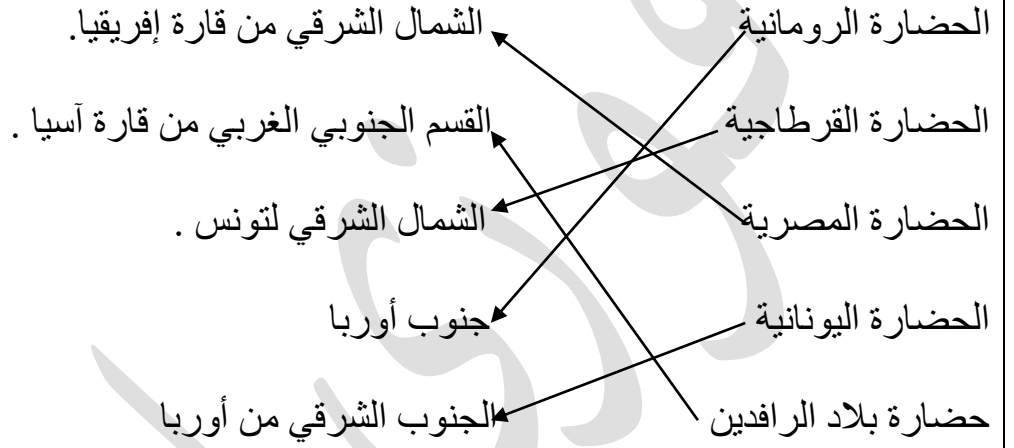 الحضارة الرومانية الشمال الشرقي من قارة إفريقيا.
الحضارة القرطاجية القسم الجنوبي الغربي من قارة آسيا .
الحضارة المصرية الشمال الشرقي لتونس .
الحضارة اليونانية جنوب أوربا
حضارة بلاد الرافدين الجنوب الشرقي من أوربا